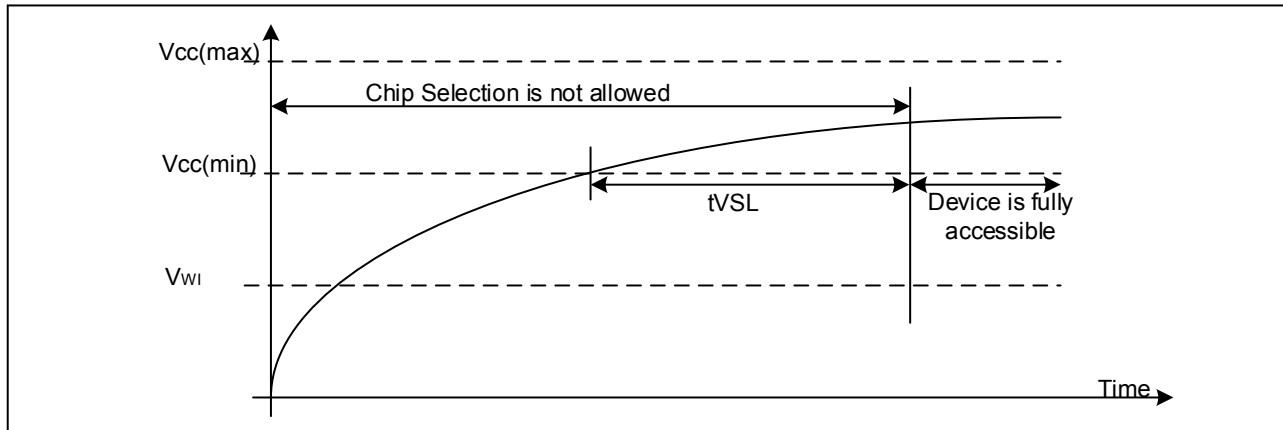 Vcc(max)
Chip Selection is not allowed
Vcc(min)
tVSL
Device is fully
accessible
VWI
Time